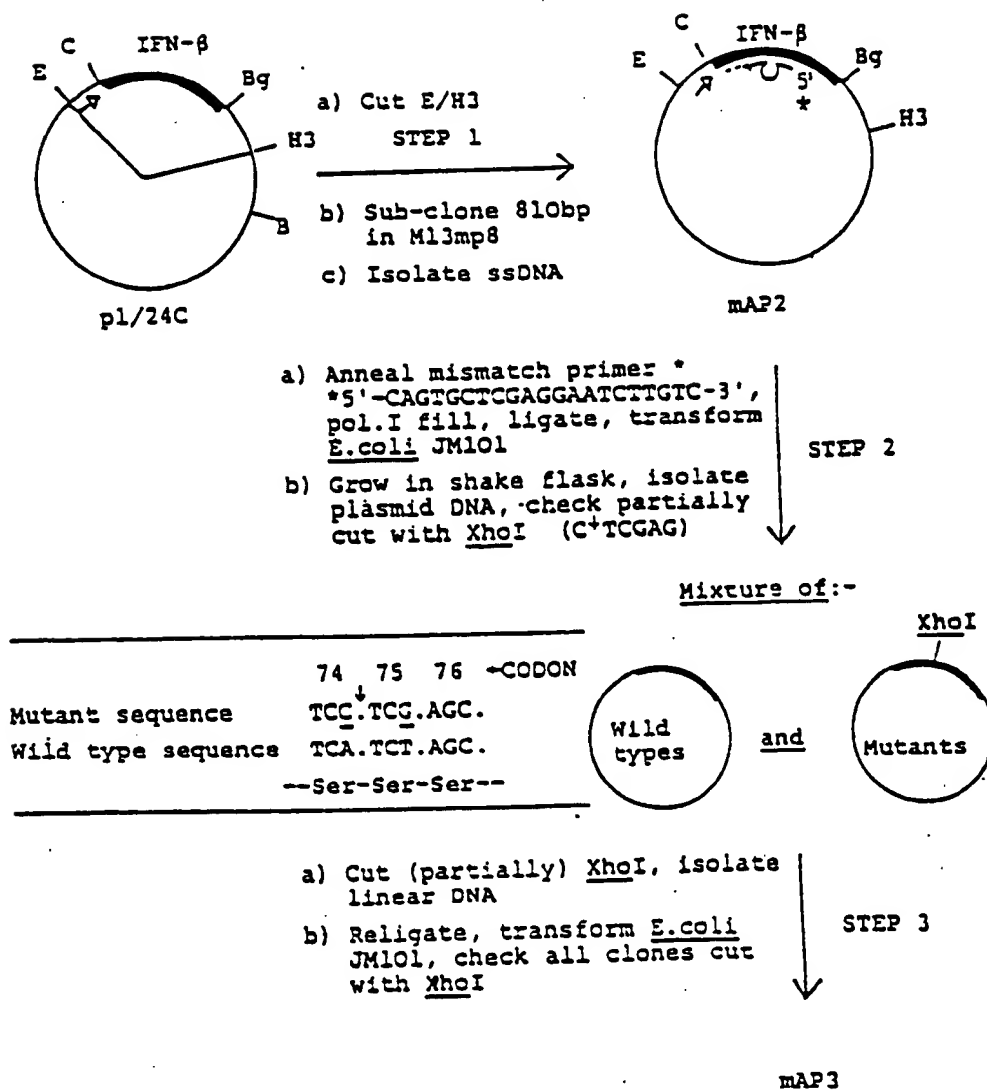 C IFN-β
E
Bg
H3
B
p1/24C
a) Cut E/H3
STEP 1
b) Sub-clone 810bp
in M13mp8
c) Isolate ssDNA
C IFN-β
E
Bg
5'
*
H3
mAP2
a) Anneal mismatch primer *
*5'-CAGTGCTCGAGGAATCTTGTC-3',
pol.I fill, ligate, transform
E.coli JM101
b) Grow in shake flask, isolate
plasmid DNA, check partially
cut with XhoI (C↓TCGAG)
STEP 2
Mixture of:-
XhoI
74 75 76 ←CODON
↓
Mutant sequence TCC.TCG.AGC.
Wild type sequence TCA.TCT.AGC.
--Ser-Ser-Ser--
Wild
types
and
Mutants
a) Cut (partially) XhoI, isolate
linear DNA
b) Religate, transform E.coli
JM101, check all clones cut
with XhoI
STEP 3
mAP3